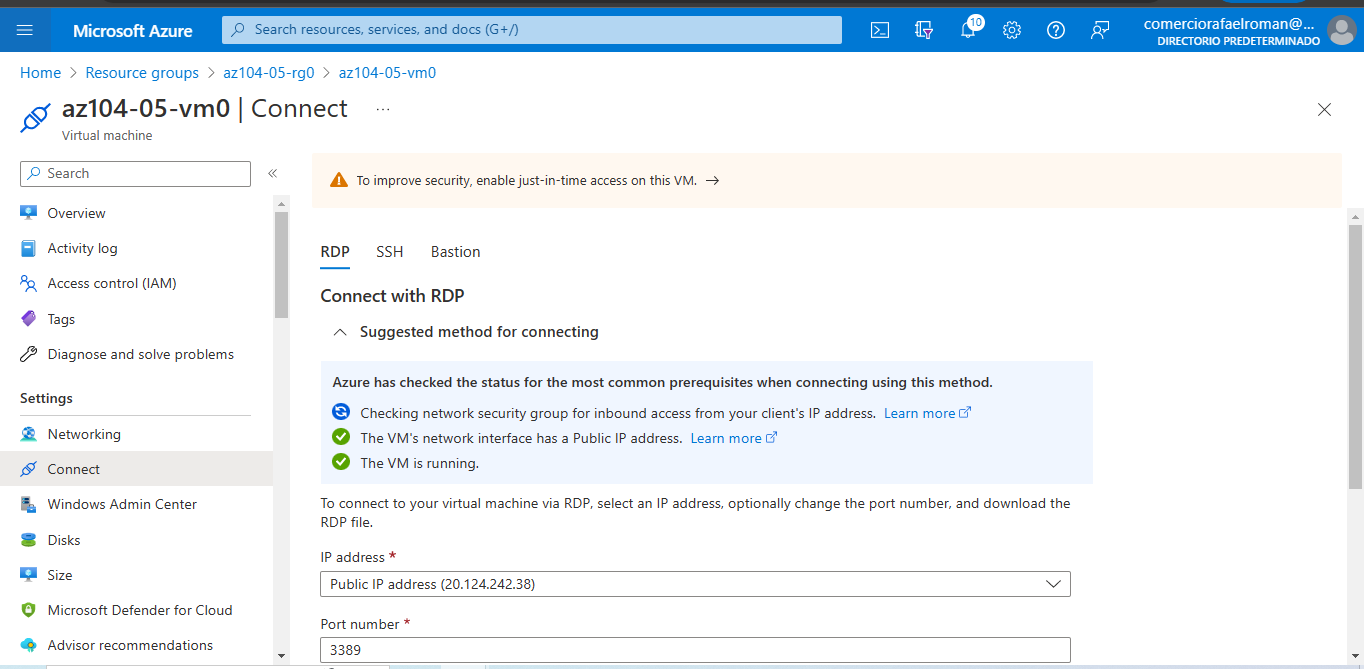 Microsoft Azure
Search resources, services, and docs (G+/)
10
comerciorafaelroman@...
DIRECTORIO PREDETERMINADO
Home > Resource groups > az104-05-rg0 > az104-05-vm0
az104-05-vm0 | Connect ...
Virtual machine
Search
«
Overview
Activity log
Access control (IAM)
Tags
Diagnose and solve problems
Settings
Networking
Connect
Windows Admin Center
Disks
Size
Microsoft Defender for Cloud
Advisor recommendations
To improve security, enable just-in-time access on this VM. →
RDP SSH Bastion
Connect with RDP
Suggested method for connecting
Azure has checked the status for the most common prerequisites when connecting using this method.
Checking network security group for inbound access from your client's IP address. Learn more
The VM's network interface has a Public IP address. Learn more
The VM is running.
To connect to your virtual machine via RDP, select an IP address, optionally change the port number, and download the
RDP file.
IP address *
Public IP address (20.124.242.38)
Port number *
3389